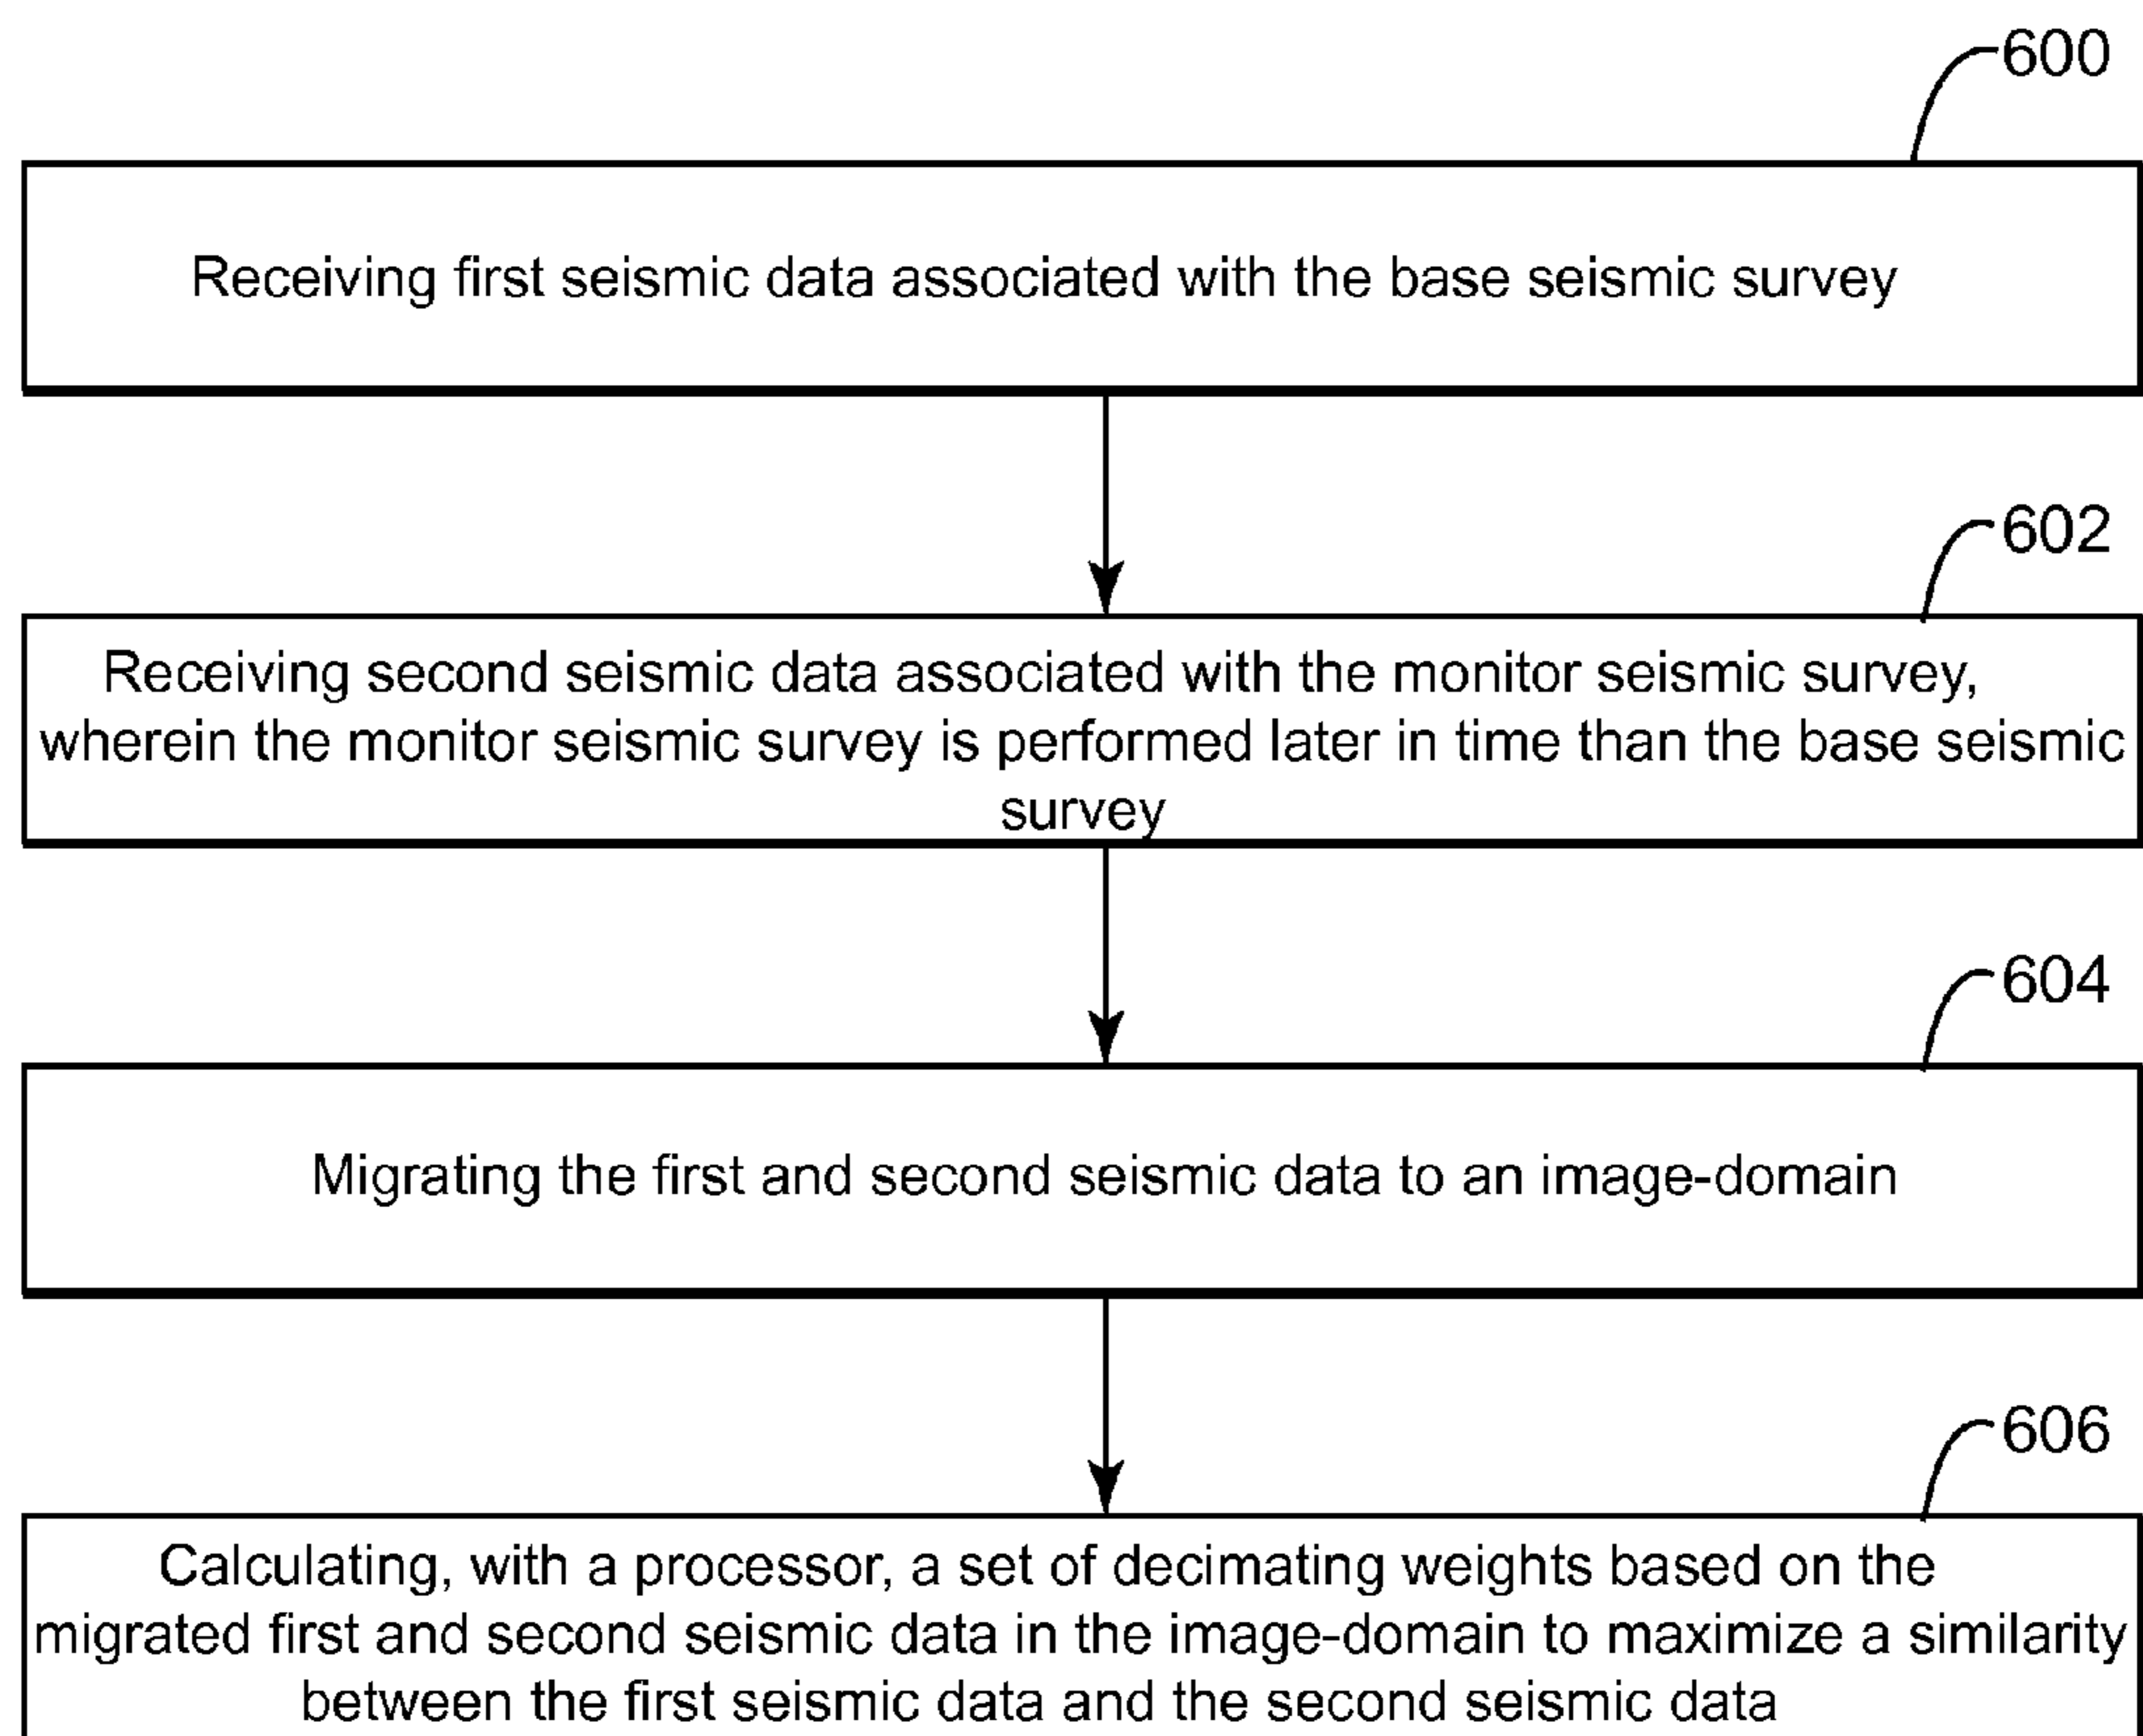 600
Receiving first seismic data associated with the base seismic survey
602
Receiving second seismic data associated with the monitor seismic survey,
wherein the monitor seismic survey is performed later in time than the base seismic
survey
604
Migrating the first and second seismic data to an image-domain
606
Calculating, with a processor, a set of decimating weights based on the
migrated first and second seismic data in the image-domain to maximize a similarity
between the first seismic data and the second seismic data